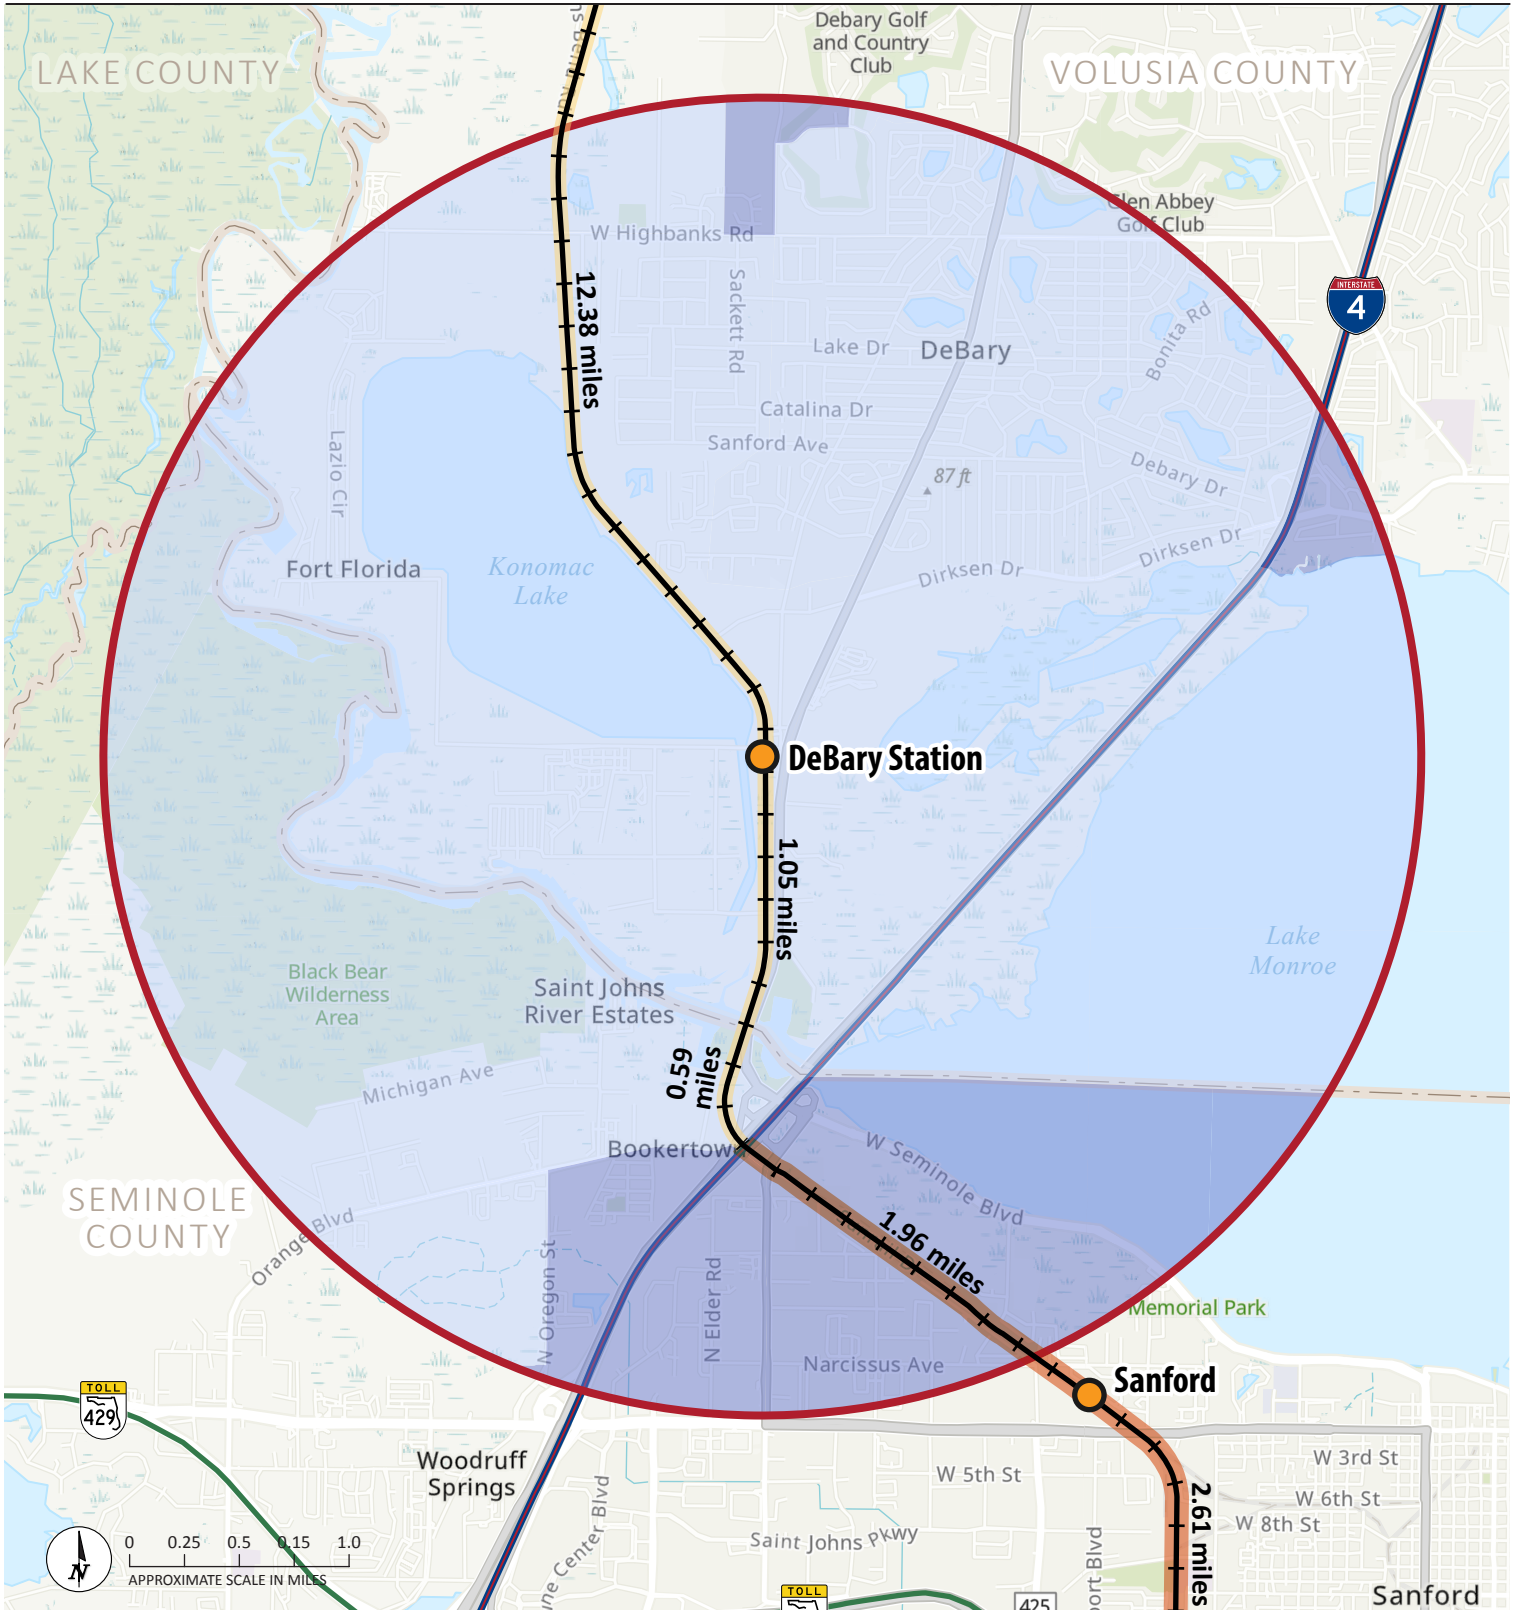 Debary Golf
and Country
Club
LAKE COUNTY
VOLUSIA COUNTY
Glen Abbey
Golf Club
W Highbanks Rd
INTERSTATE
4
12.38 miles
Sackett Rd
Lake Dr
DeBary
Bonita Rd
Catalina Dr
Sanford Ave
Lazio Cir
Debary Dr
87 ft
Dirksen Dr
Dirksen Dr
Fort Florida
Konomac
Lake
DeBary Station
1.05 miles
Lake
Monroe
Black Bear
Wilderness
Area
Saint Johns
River Estates
0.59
miles
Michigan Ave
Bookertown
W Seminole Blvd
SEMINOLE
COUNTY
Orange Blvd
1.96 miles
N Oregon St
N Elder Rd
Memorial Park
Narcissus Ave
Sanford
TOLL
429
Woodruff
Springs
W 5th St
W 3rd St
W 6th St
W 8th St
2.61 miles
Saint Johns Pkwy
N
0 0.25 0.5 0.15 1.0
APPROXIMATE SCALE IN MILES
TOLL
425
Sanford